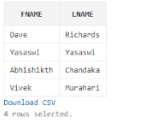 FNAME LNAME
Dave Richards
Yasaswi Yasaswi
Abhishikth Chandaka
Vivek Murahari
Download CSV
4 rows selected.